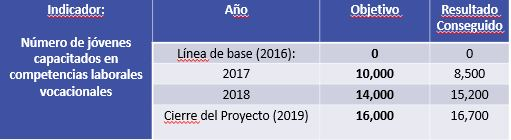 Indicador:
Número de jóvenes
capacitados en
competencias laborales
vocacionales
Año
Objetivo
Resultado
Conseguido
Línea de base (2016):
0
0
2017
10,000
8,500
2018
14,000
15,200
Cierre del Proyecto (2019)
16,000
16,700